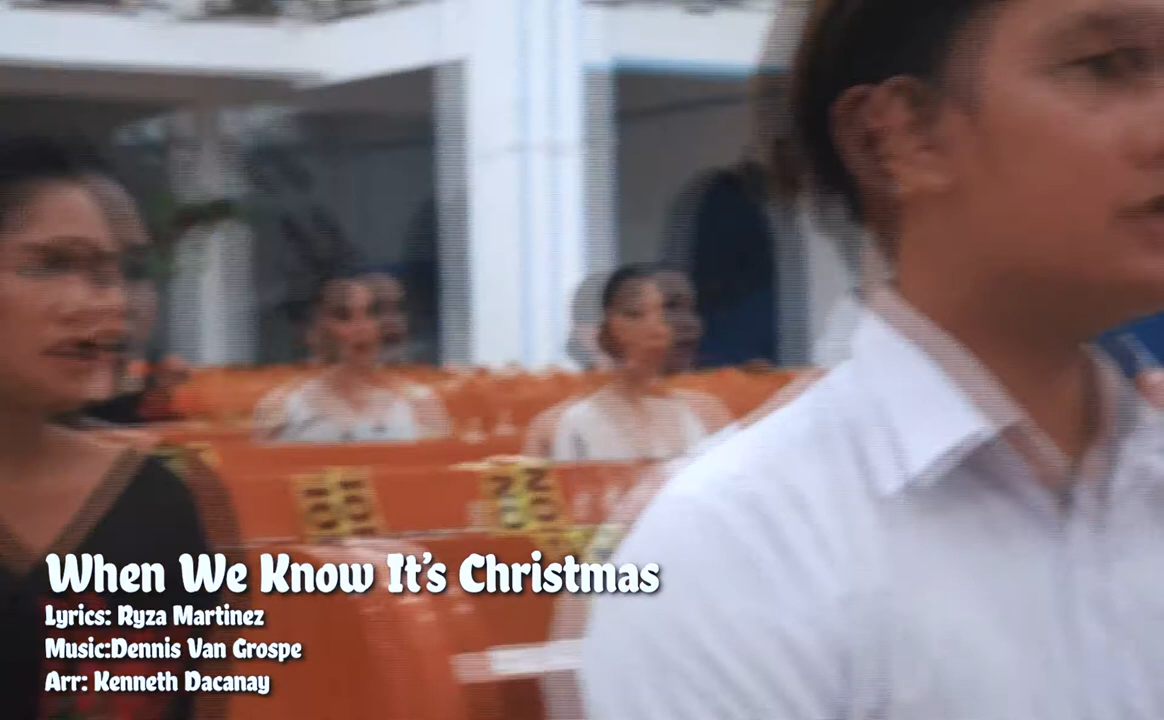 When We Know It's Christmas
Lyrics: Ryza Martinez
Music:Dennis Van Grospe
Arr: Kenneth Dacanay